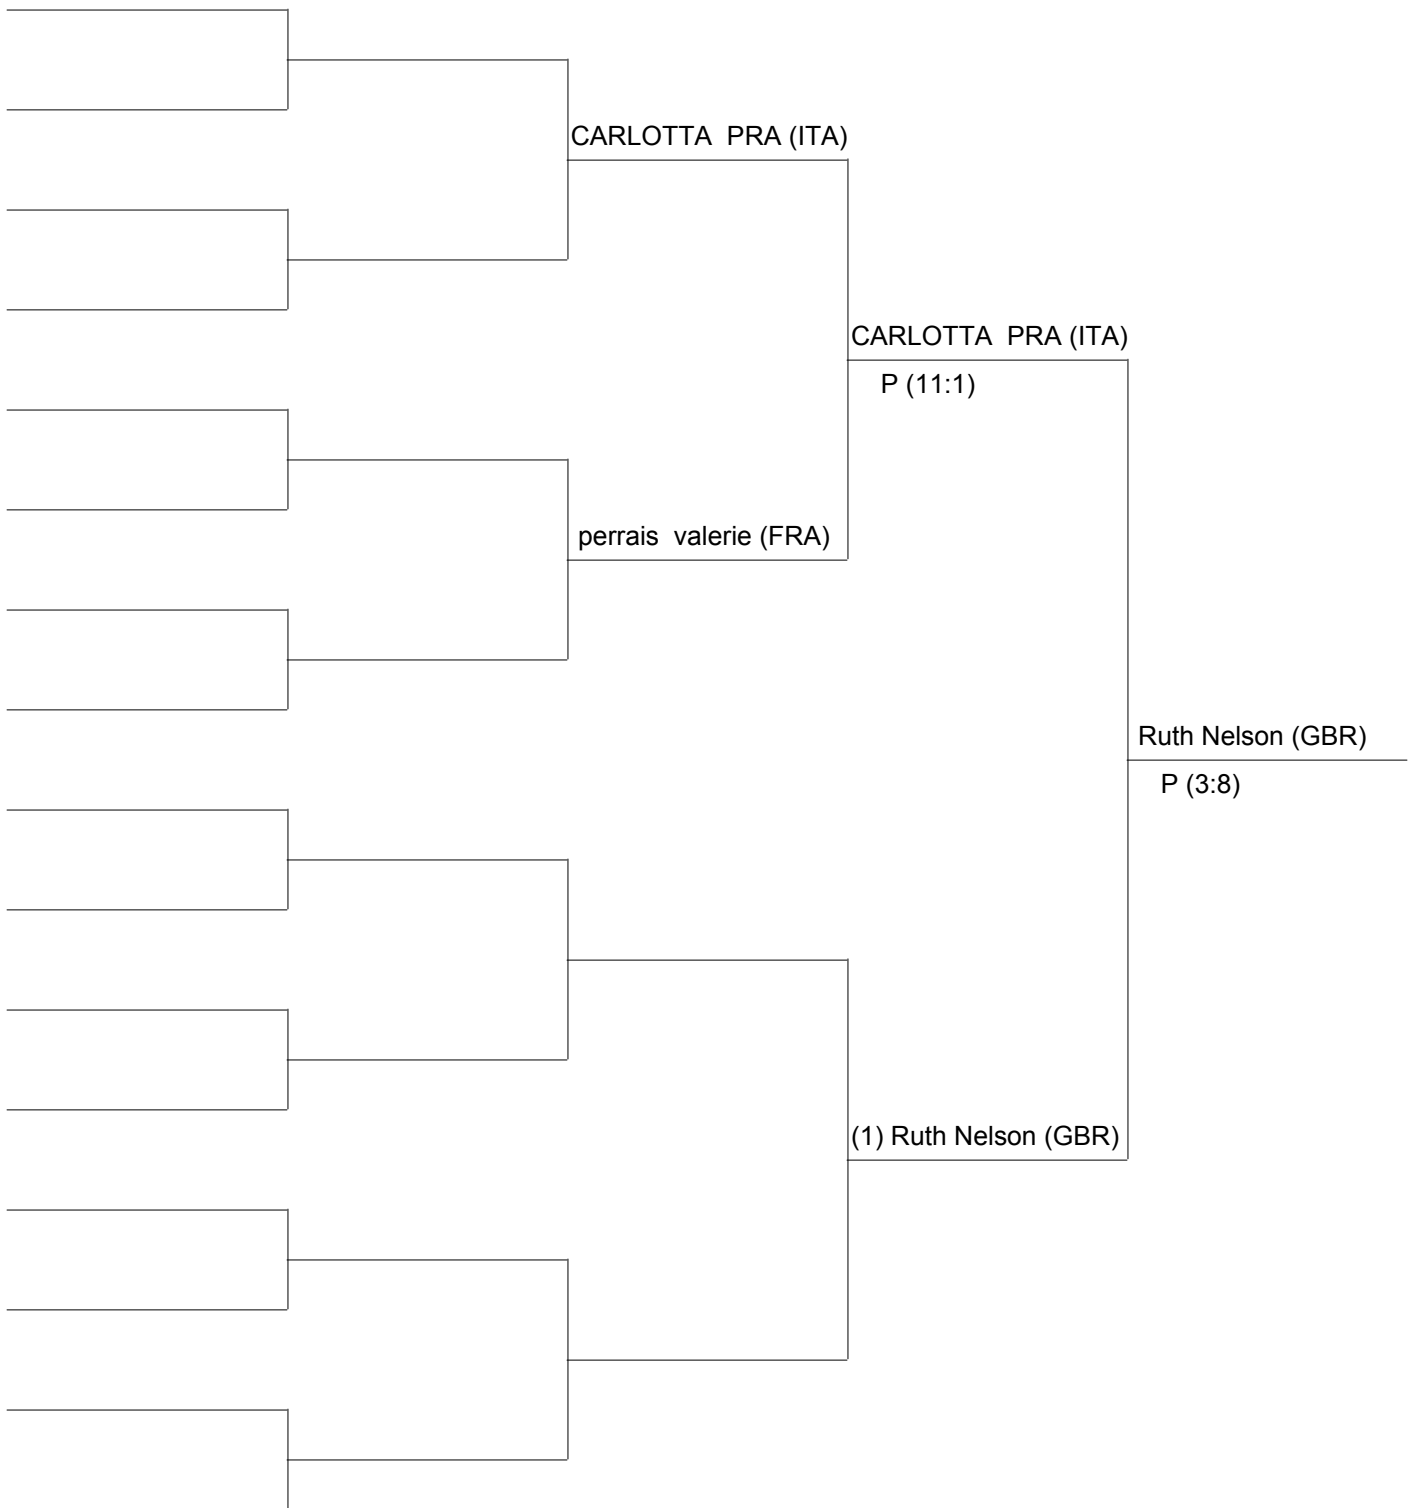 CARLOTTA  PRA (ITA)
CARLOTTA  PRA (ITA)
P (11:1)
perrais  valerie (FRA)
Ruth Nelson (GBR)
P (3:8)
(1) Ruth Nelson (GBR)